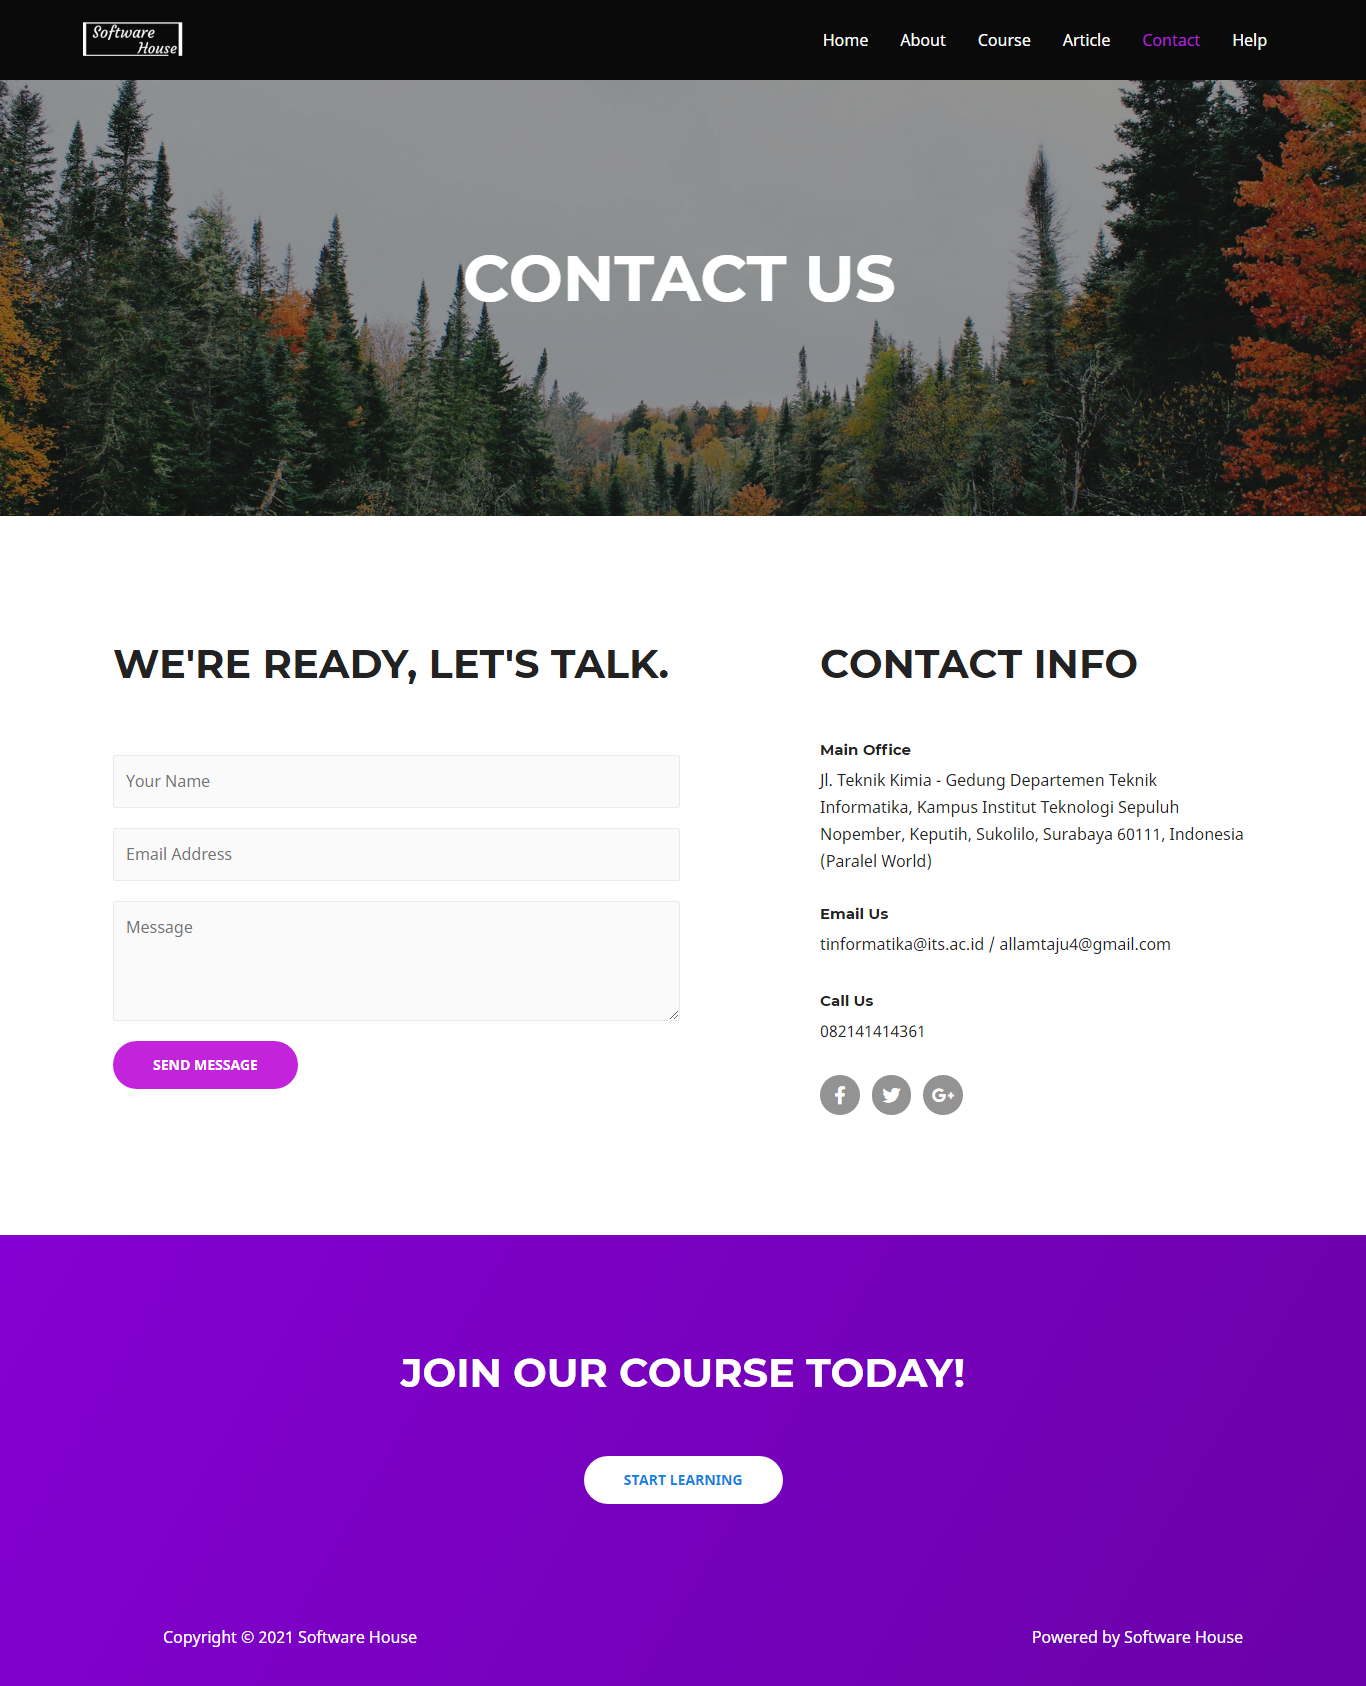 Software
House
Home About Course Article Contact Help
CONTACT US
WE'RE READY, LET'S TALK.
Your Name
Email Address
Message
SEND MESSAGE
CONTACT INFO
Main Office
Jl. Teknik Kimia - Gedung Departemen Teknik
Informatika, Kampus Institut Teknologi Sepuluh
Nopember, Keputih, Sukolilo, Surabaya 60111, Indonesia
(Paralel World)
Email Us
tinformatika@its.ac.id / allamtaju4@gmail.com
Call Us
082141414361
JOIN OUR COURSE TODAY!
START LEARNING
Copyright © 2021 Software House
Powered by Software House